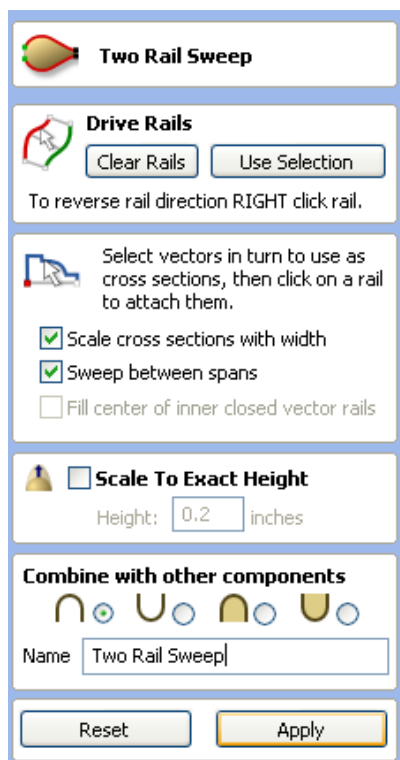 Two Rail Sweep
Drive Rails
Clear Rails Use Selection
To reverse rail direction RIGHT click rail.
Select vectors in turn to use as
cross sections, then click on a rail
to attach them.
Scale cross sections with width
Sweep between spans
Fill center of inner closed vector rails
Scale To Exact Height
Height: 0.2 inches
Combine with other components
Name Two Rail Sweep
Reset Apply